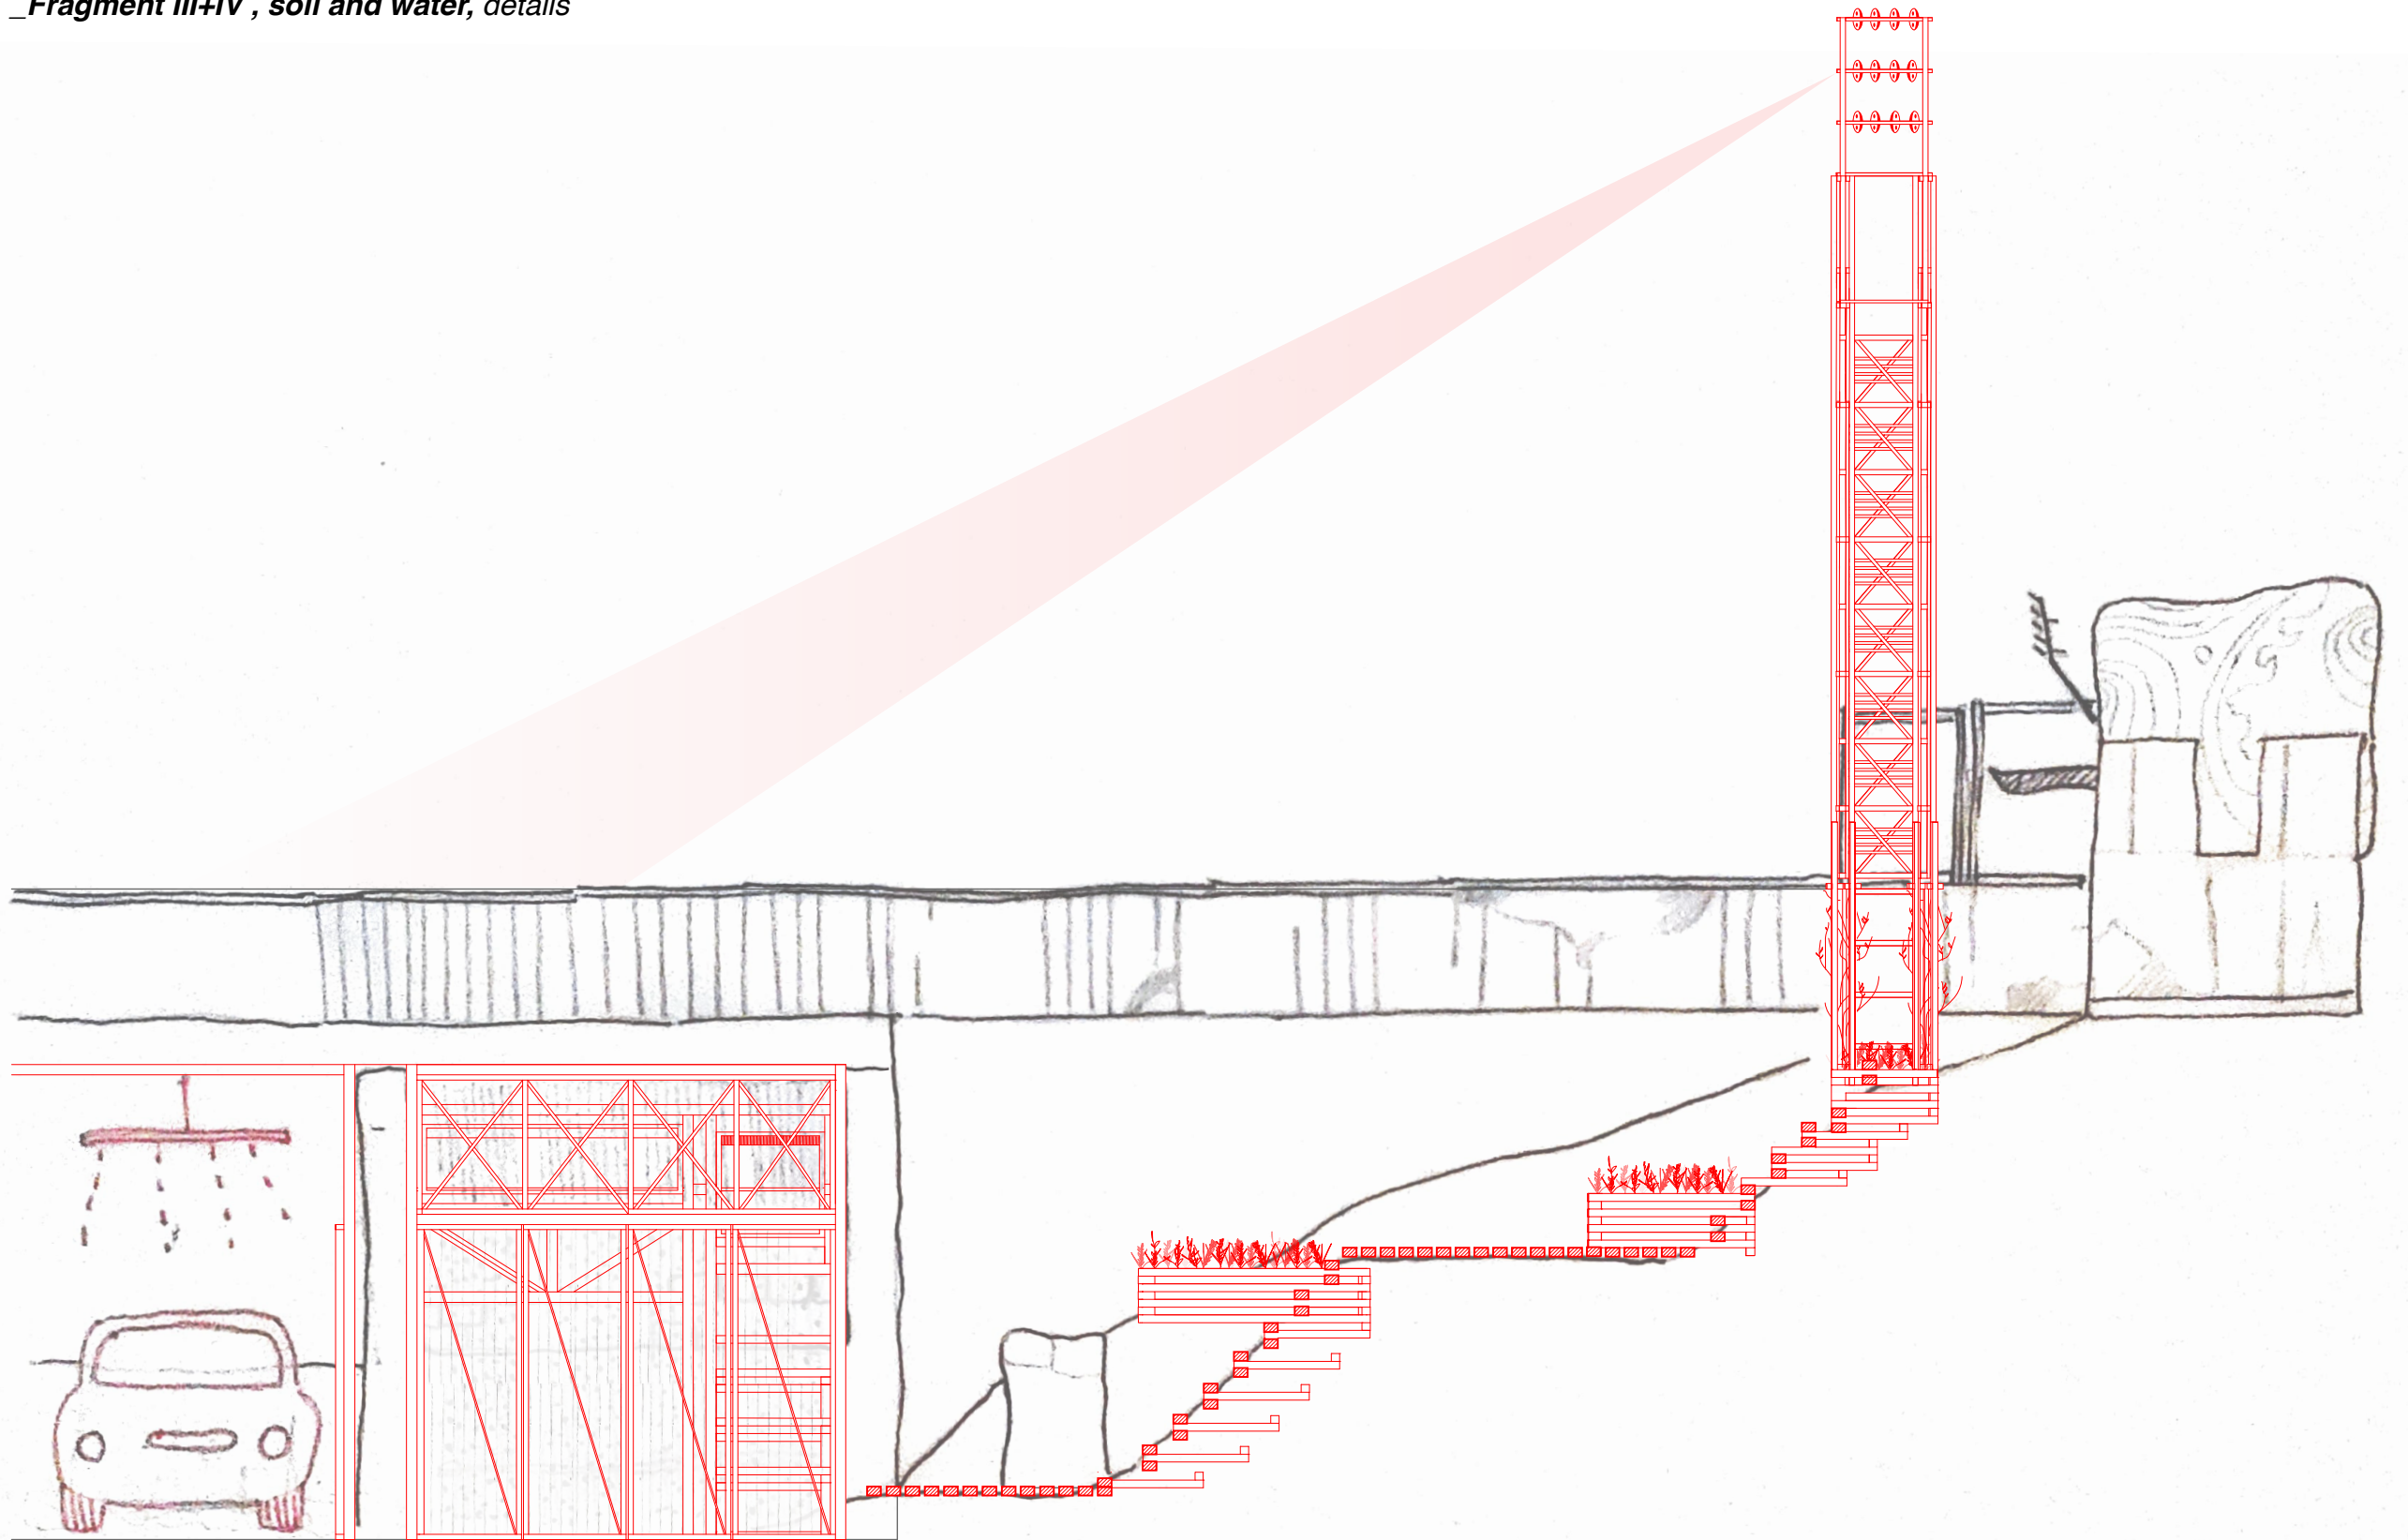 _Fragment III+IV , soil and water, details